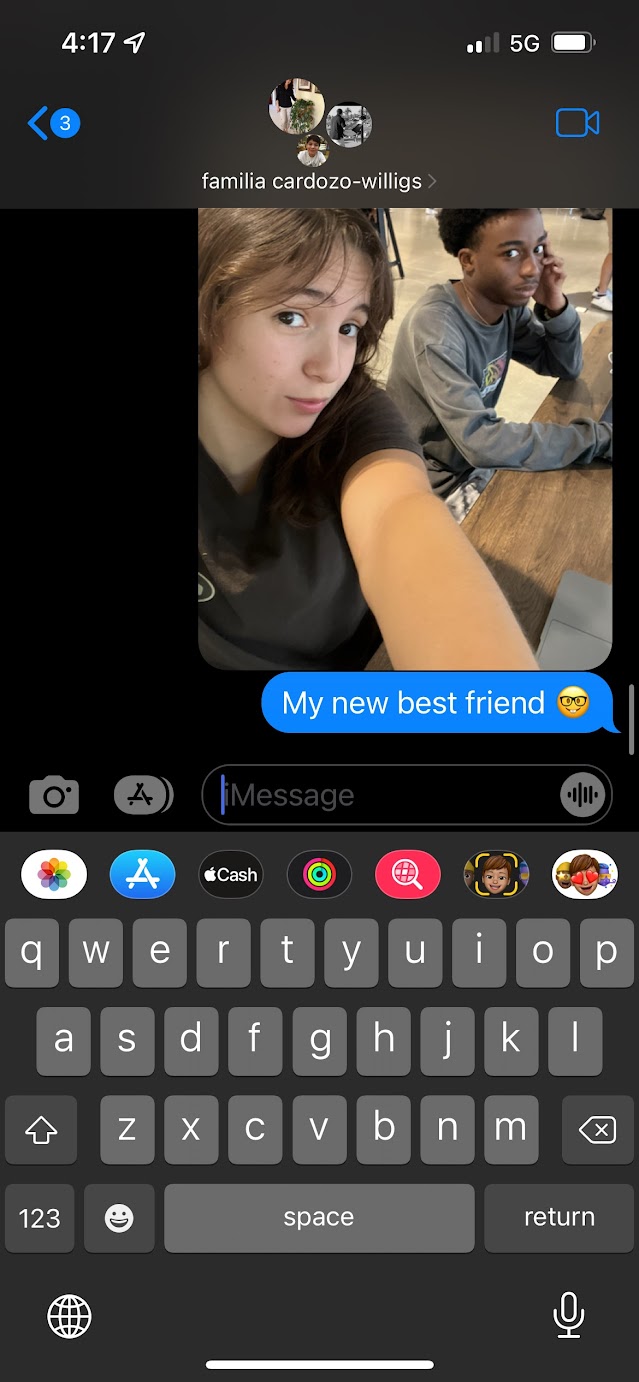 4:17
5G
3
familia cardozo-willigs
My new best friend 🤓
iMessage
Cash
q w e r t y u i o p
a s d f g h j k l
z x c v b n m
123 space return